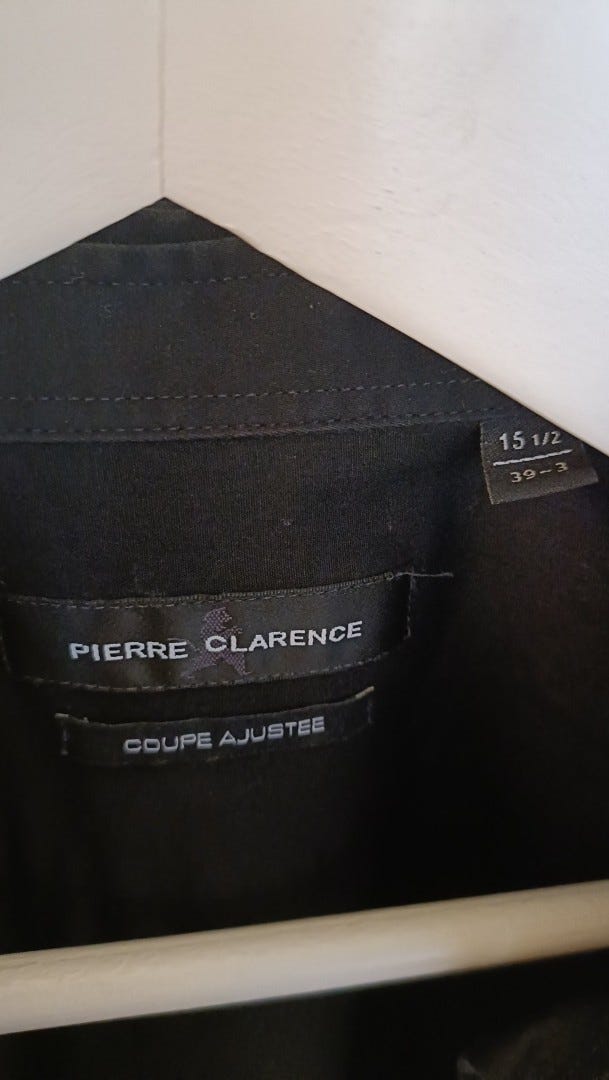 15 1/2
39-3
PIERRE CLARENCE
COUPE AJUSTEE